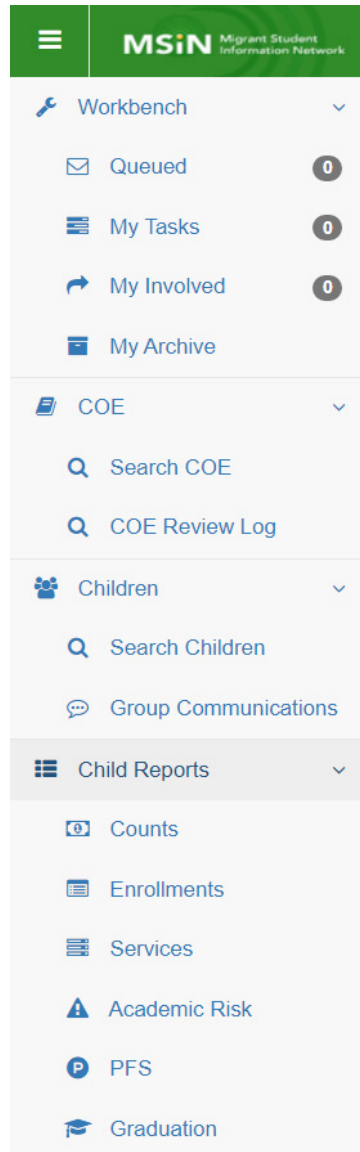 MSiN Migrant Student
Information Network
Workbench
Queued 0
My Tasks 0
My Involved 0
My Archive
COE
Search COE
COE Review Log
Children
Search Children
Group Communications
Child Reports
Counts
Enrollments
Services
Academic Risk
P PFS
Graduation